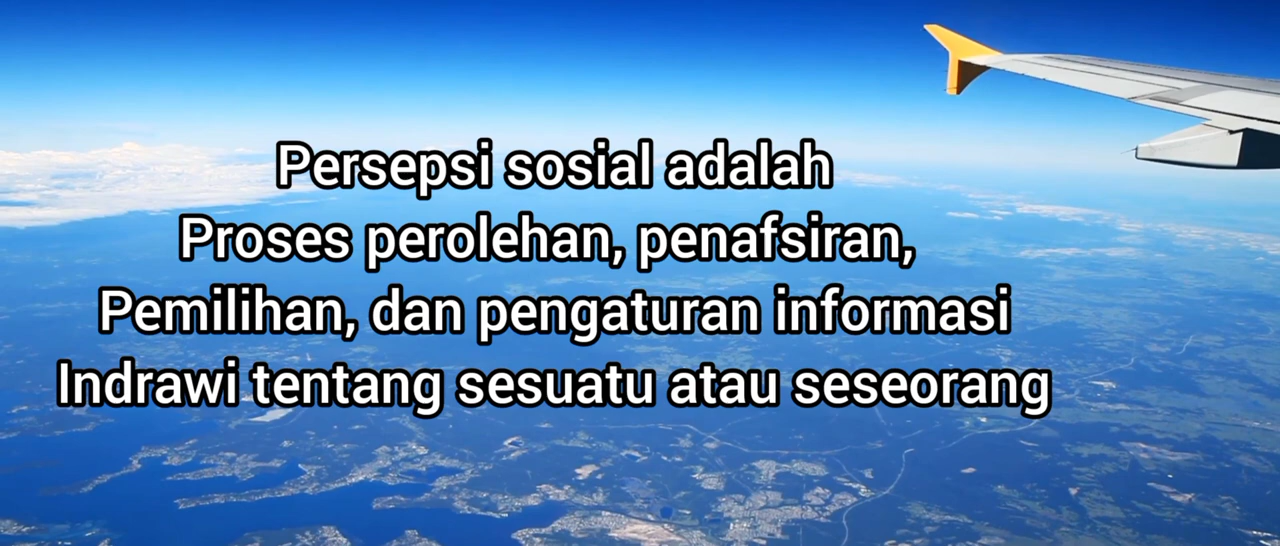 Persepsi sosial adalah
Proses perolehan, penafsiran,
Pemilihan, dan pengaturan informasi
Indrawi tentang sesuatu atau seseorang